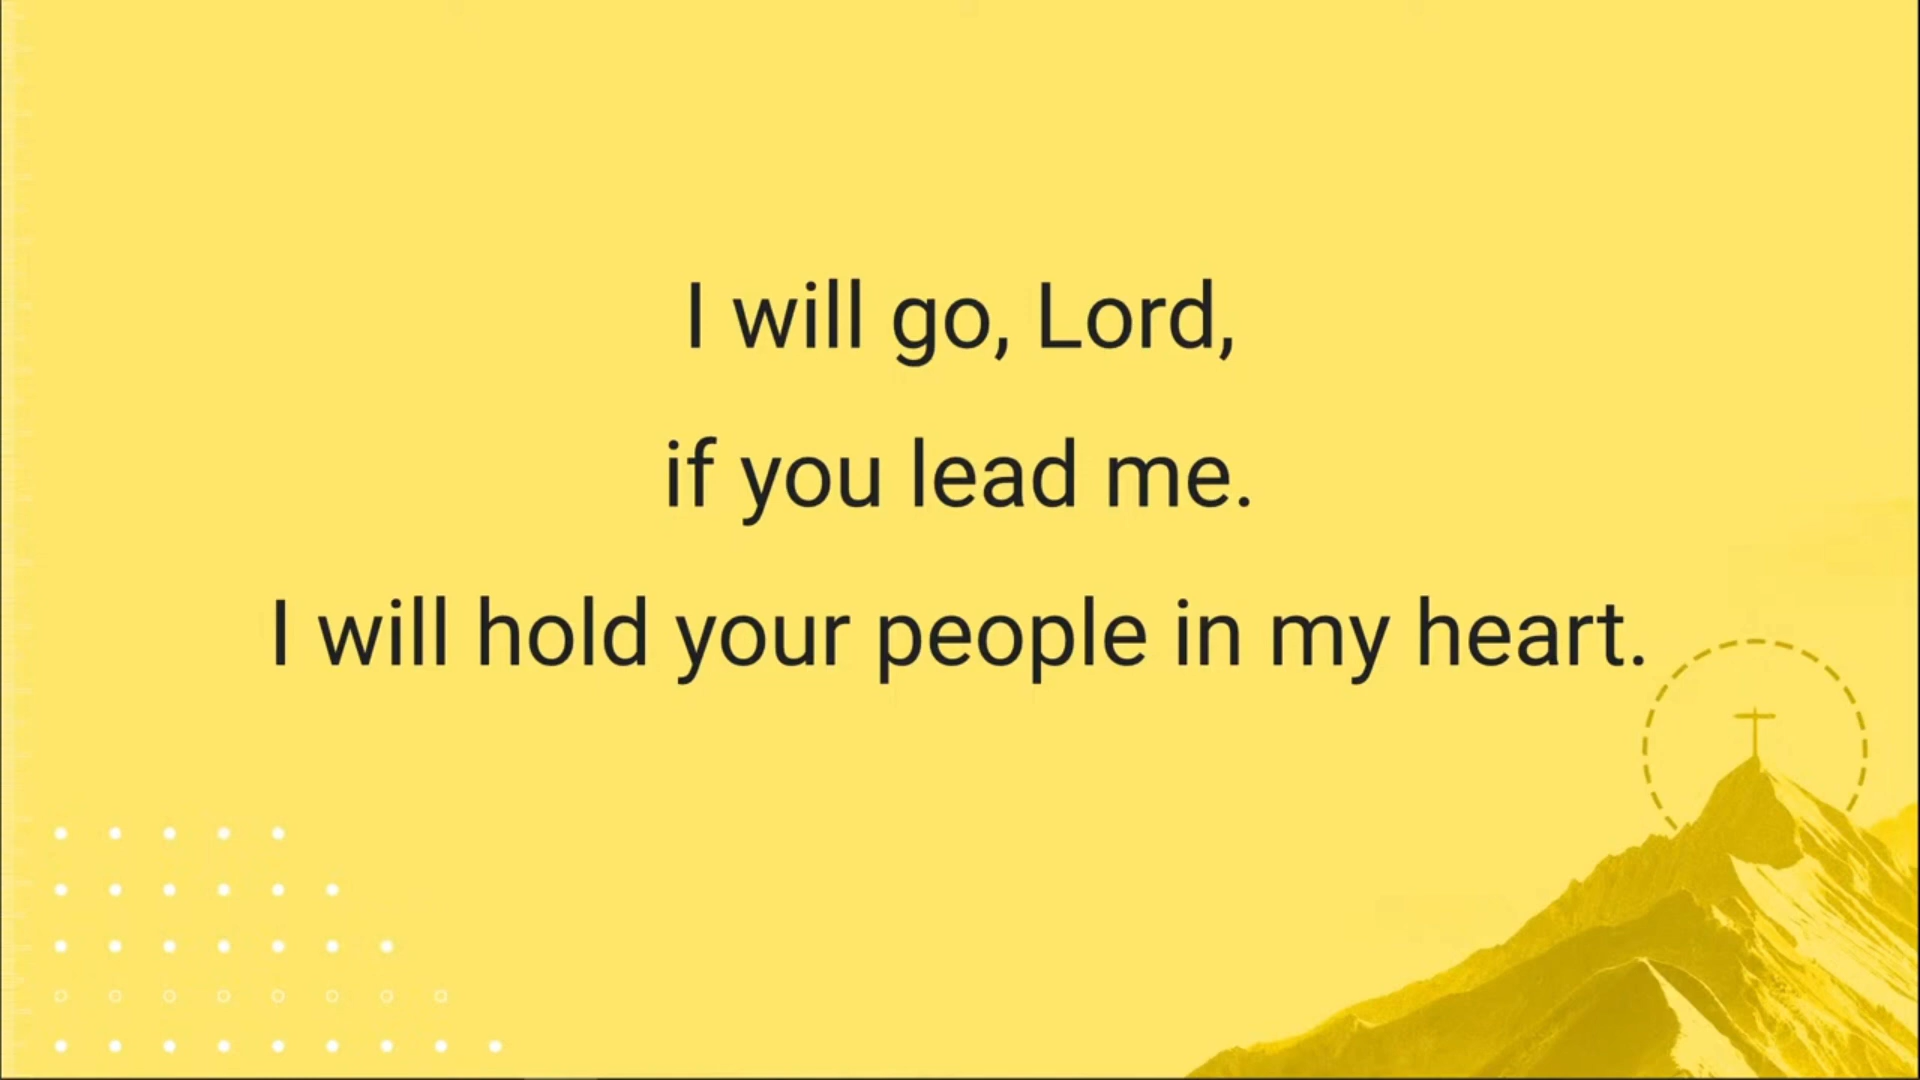 I will go, Lord,
if you lead me.
I will hold your people in my heart.